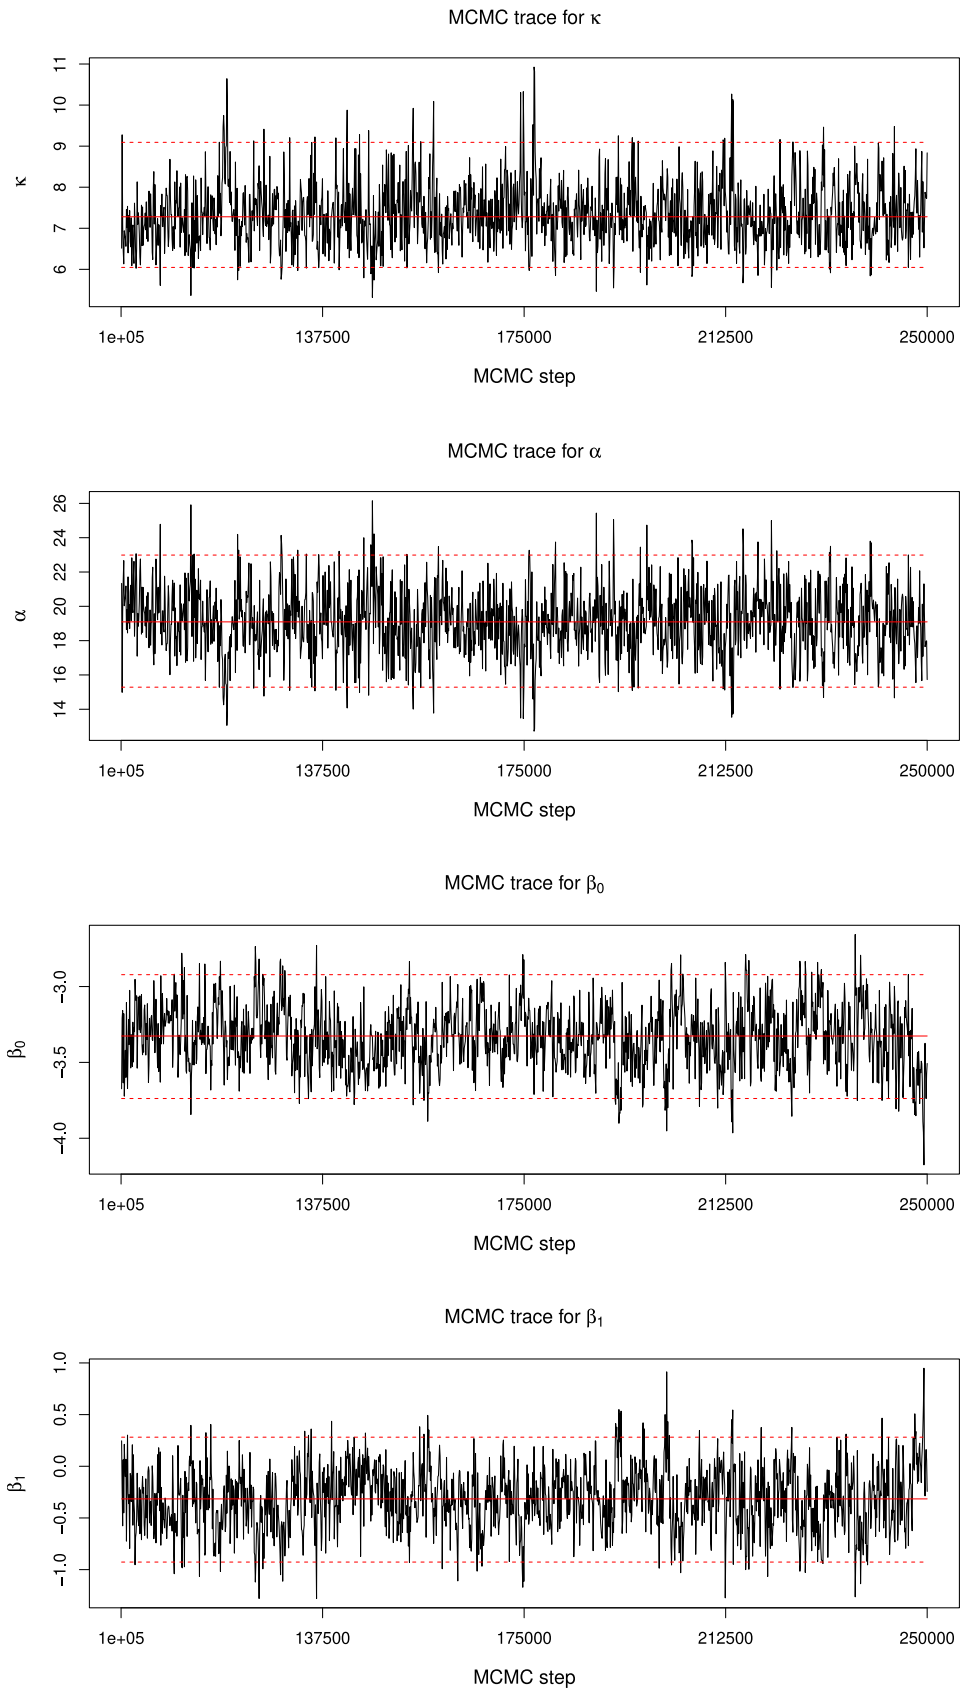 MCMC trace for κ
κ
11
10
9
8
7
6
1e+05 137500 175000 212500 250000
MCMC step
MCMC trace for α
α
26
24
22
20
18
16
14
1e+05 137500 175000 212500 250000
MCMC step
MCMC trace for β₀
β₀
−3.0
−3.5
−4.0
1e+05 137500 175000 212500 250000
MCMC step
MCMC trace for β₁
β₁
1.0
0.5
0.0
−0.5
−1.0
1e+05 137500 175000 212500 250000
MCMC step